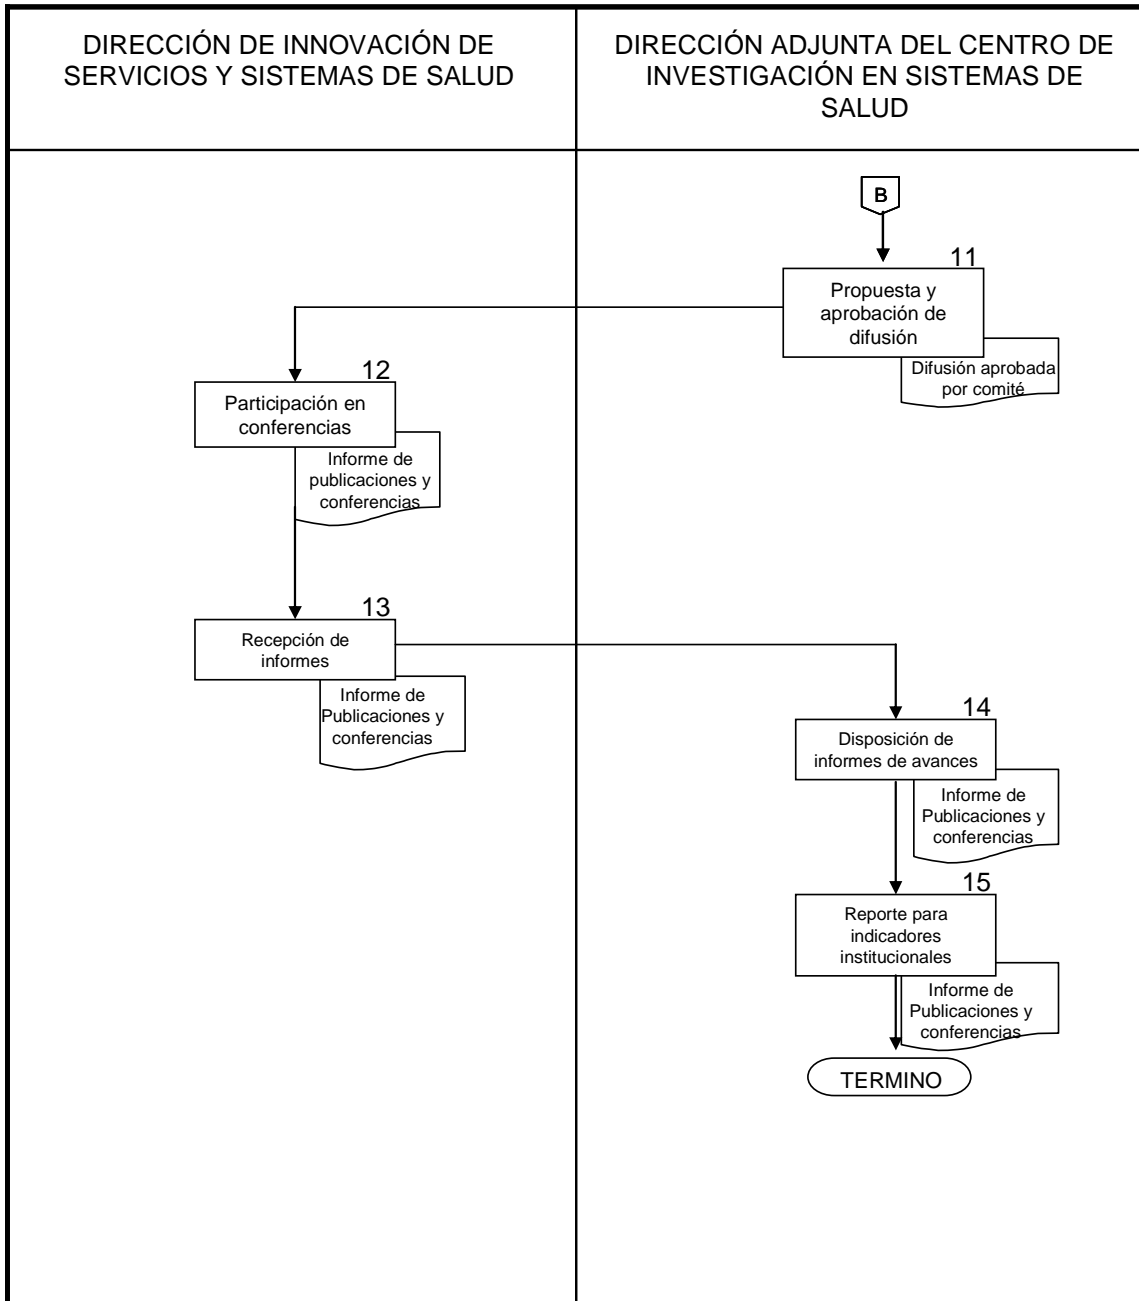 DIRECCIÓN DE INNOVACIÓN DE
SERVICIOS Y SISTEMAS DE SALUD
DIRECCIÓN ADJUNTA DEL CENTRO DE
INVESTIGACIÓN EN SISTEMAS DE
SALUD
B
11
Propuesta y
aprobación de
difusión
Difusión aprobada
por comité
12
Participación en
conferencias
Informe de
publicaciones y
conferencias
13
Recepción de
informes
Informe de
Publicaciones y
conferencias
14
Disposición de
informes de avances
Informe de
Publicaciones y
conferencias
15
Reporte para
indicadores
institucionales
Informe de
Publicaciones y
conferencias
TERMINO